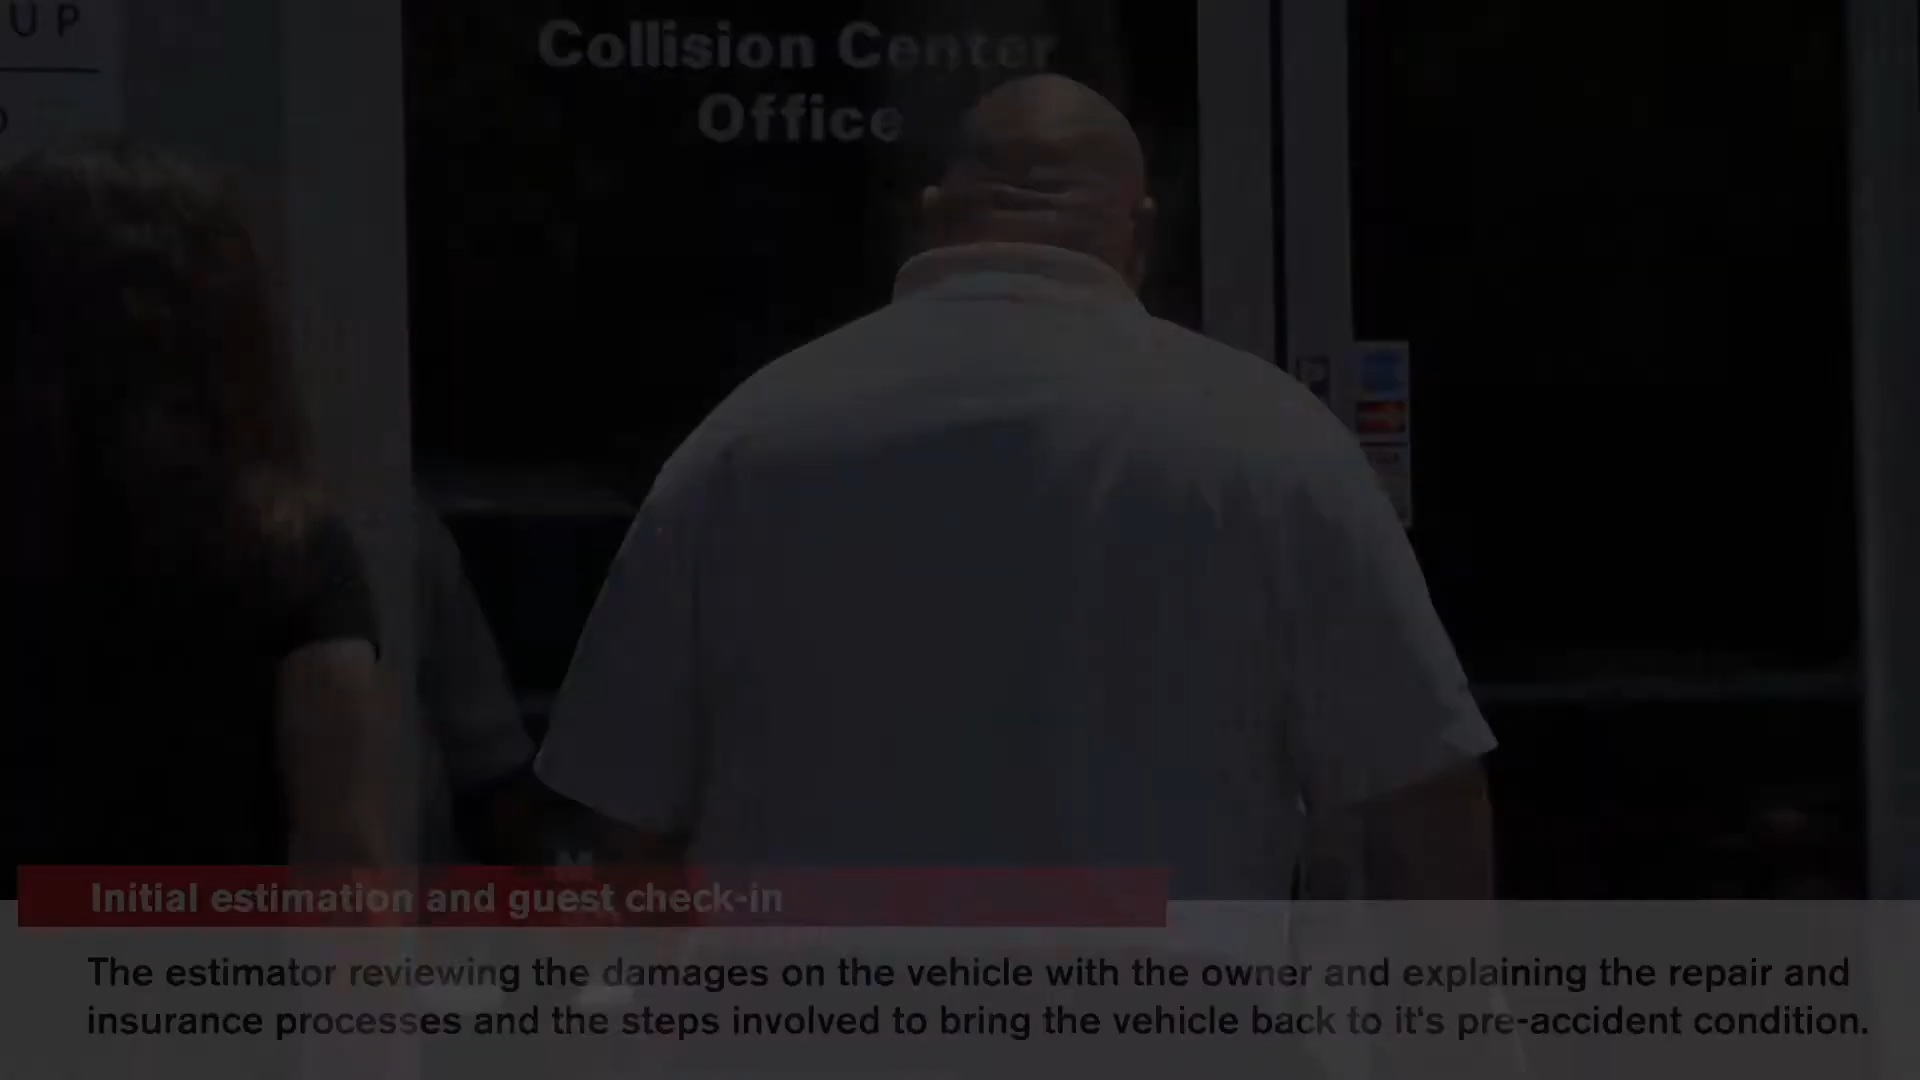 UP
Collision Center
Office
Initial estimation and guest check-in
The estimator reviewing the damages on the vehicle with the owner and explaining the repair and
insurance processes and the steps involved to bring the vehicle back to it's pre-accident condition.